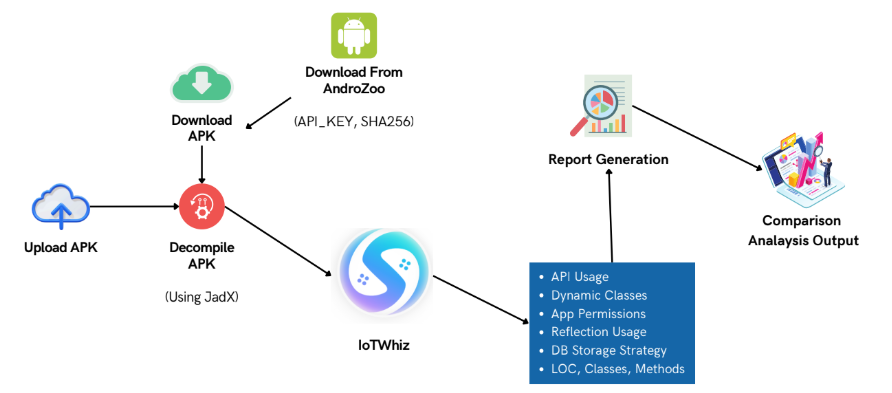 Download From
AndroZoo
(API_KEY, SHA256)
Download
APK
Upload APK
Decompile
APK
(Using JadX)
IoTWhiz
• API Usage
• Dynamic Classes
• App Permissions
• Reflection Usage
• DB Storage Strategy
• LOC, Classes, Methods
Report Generation
Comparison
Analaysis Output